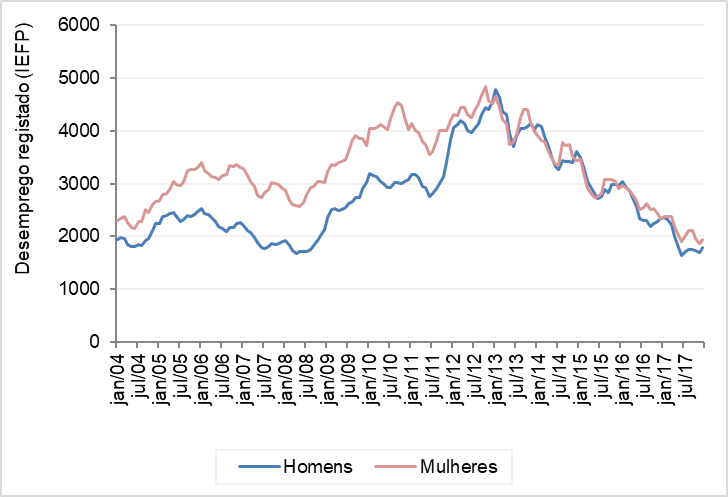 Desemprego registado (IEFP)
6000
5000
4000
3000
2000
1000
0
jan/04
jul/04
jan/05
jul/05
jan/06
jul/06
jan/07
jul/07
jan/08
jul/08
jan/09
jul/09
jan/10
jul/10
jan/11
jul/11
jan/12
jul/12
jan/13
jul/13
jan/14
jul/14
jan/15
jul/15
jan/16
jul/16
jan/17
jul/17
Homens
Mulheres